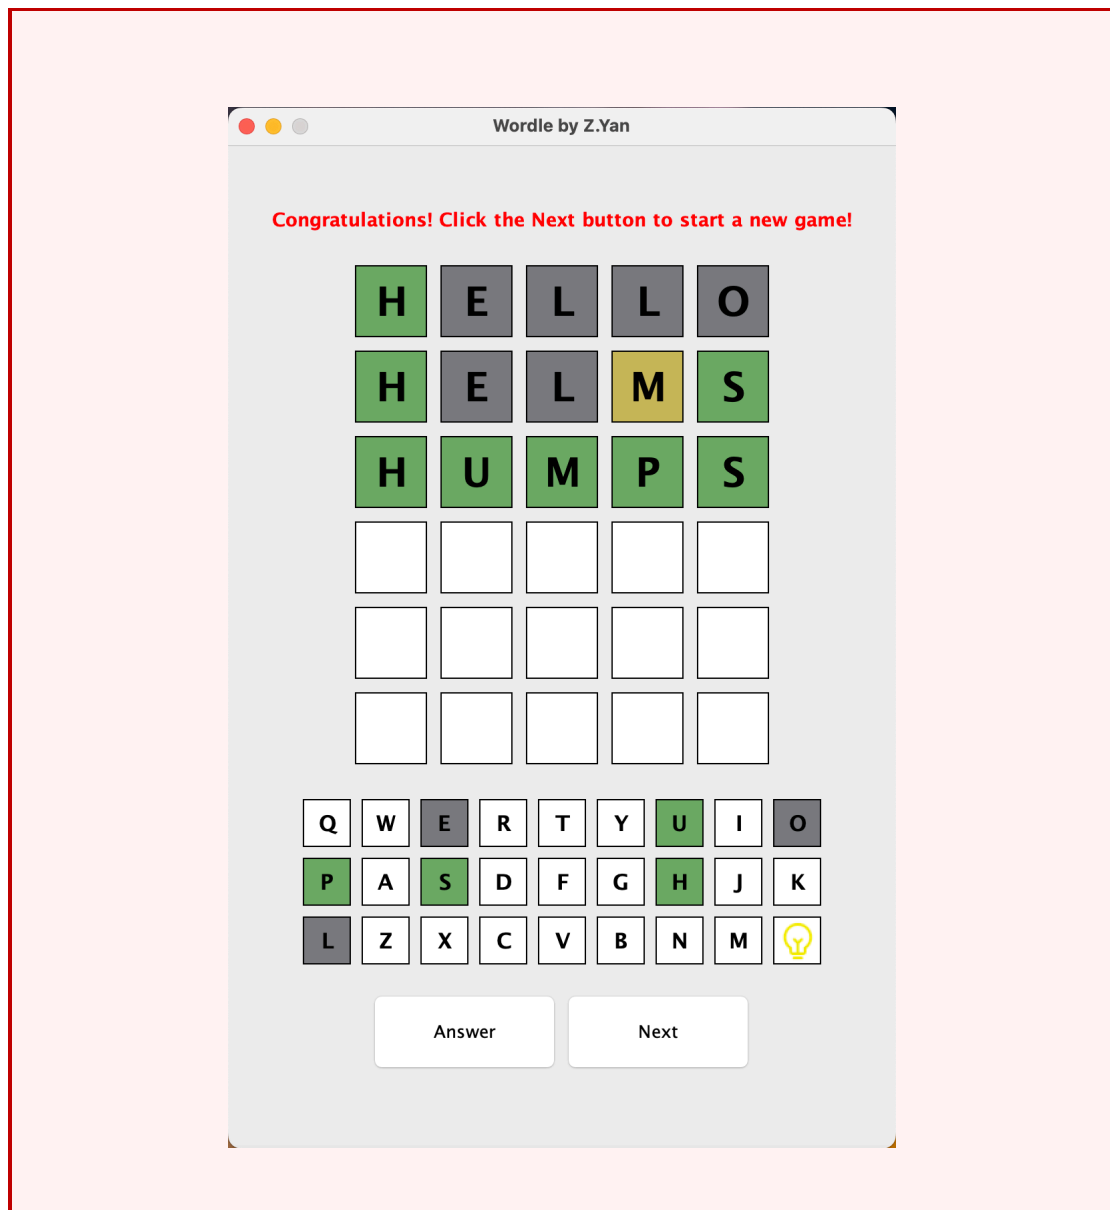 Wordle by Z.Yan
Congratulations! Click the Next button to start a new game!
H E L L O
H E L M S
H U M P S
Q W E R T Y U I O
P A S D F G H J K
L Z X C V B N M
Answer Next